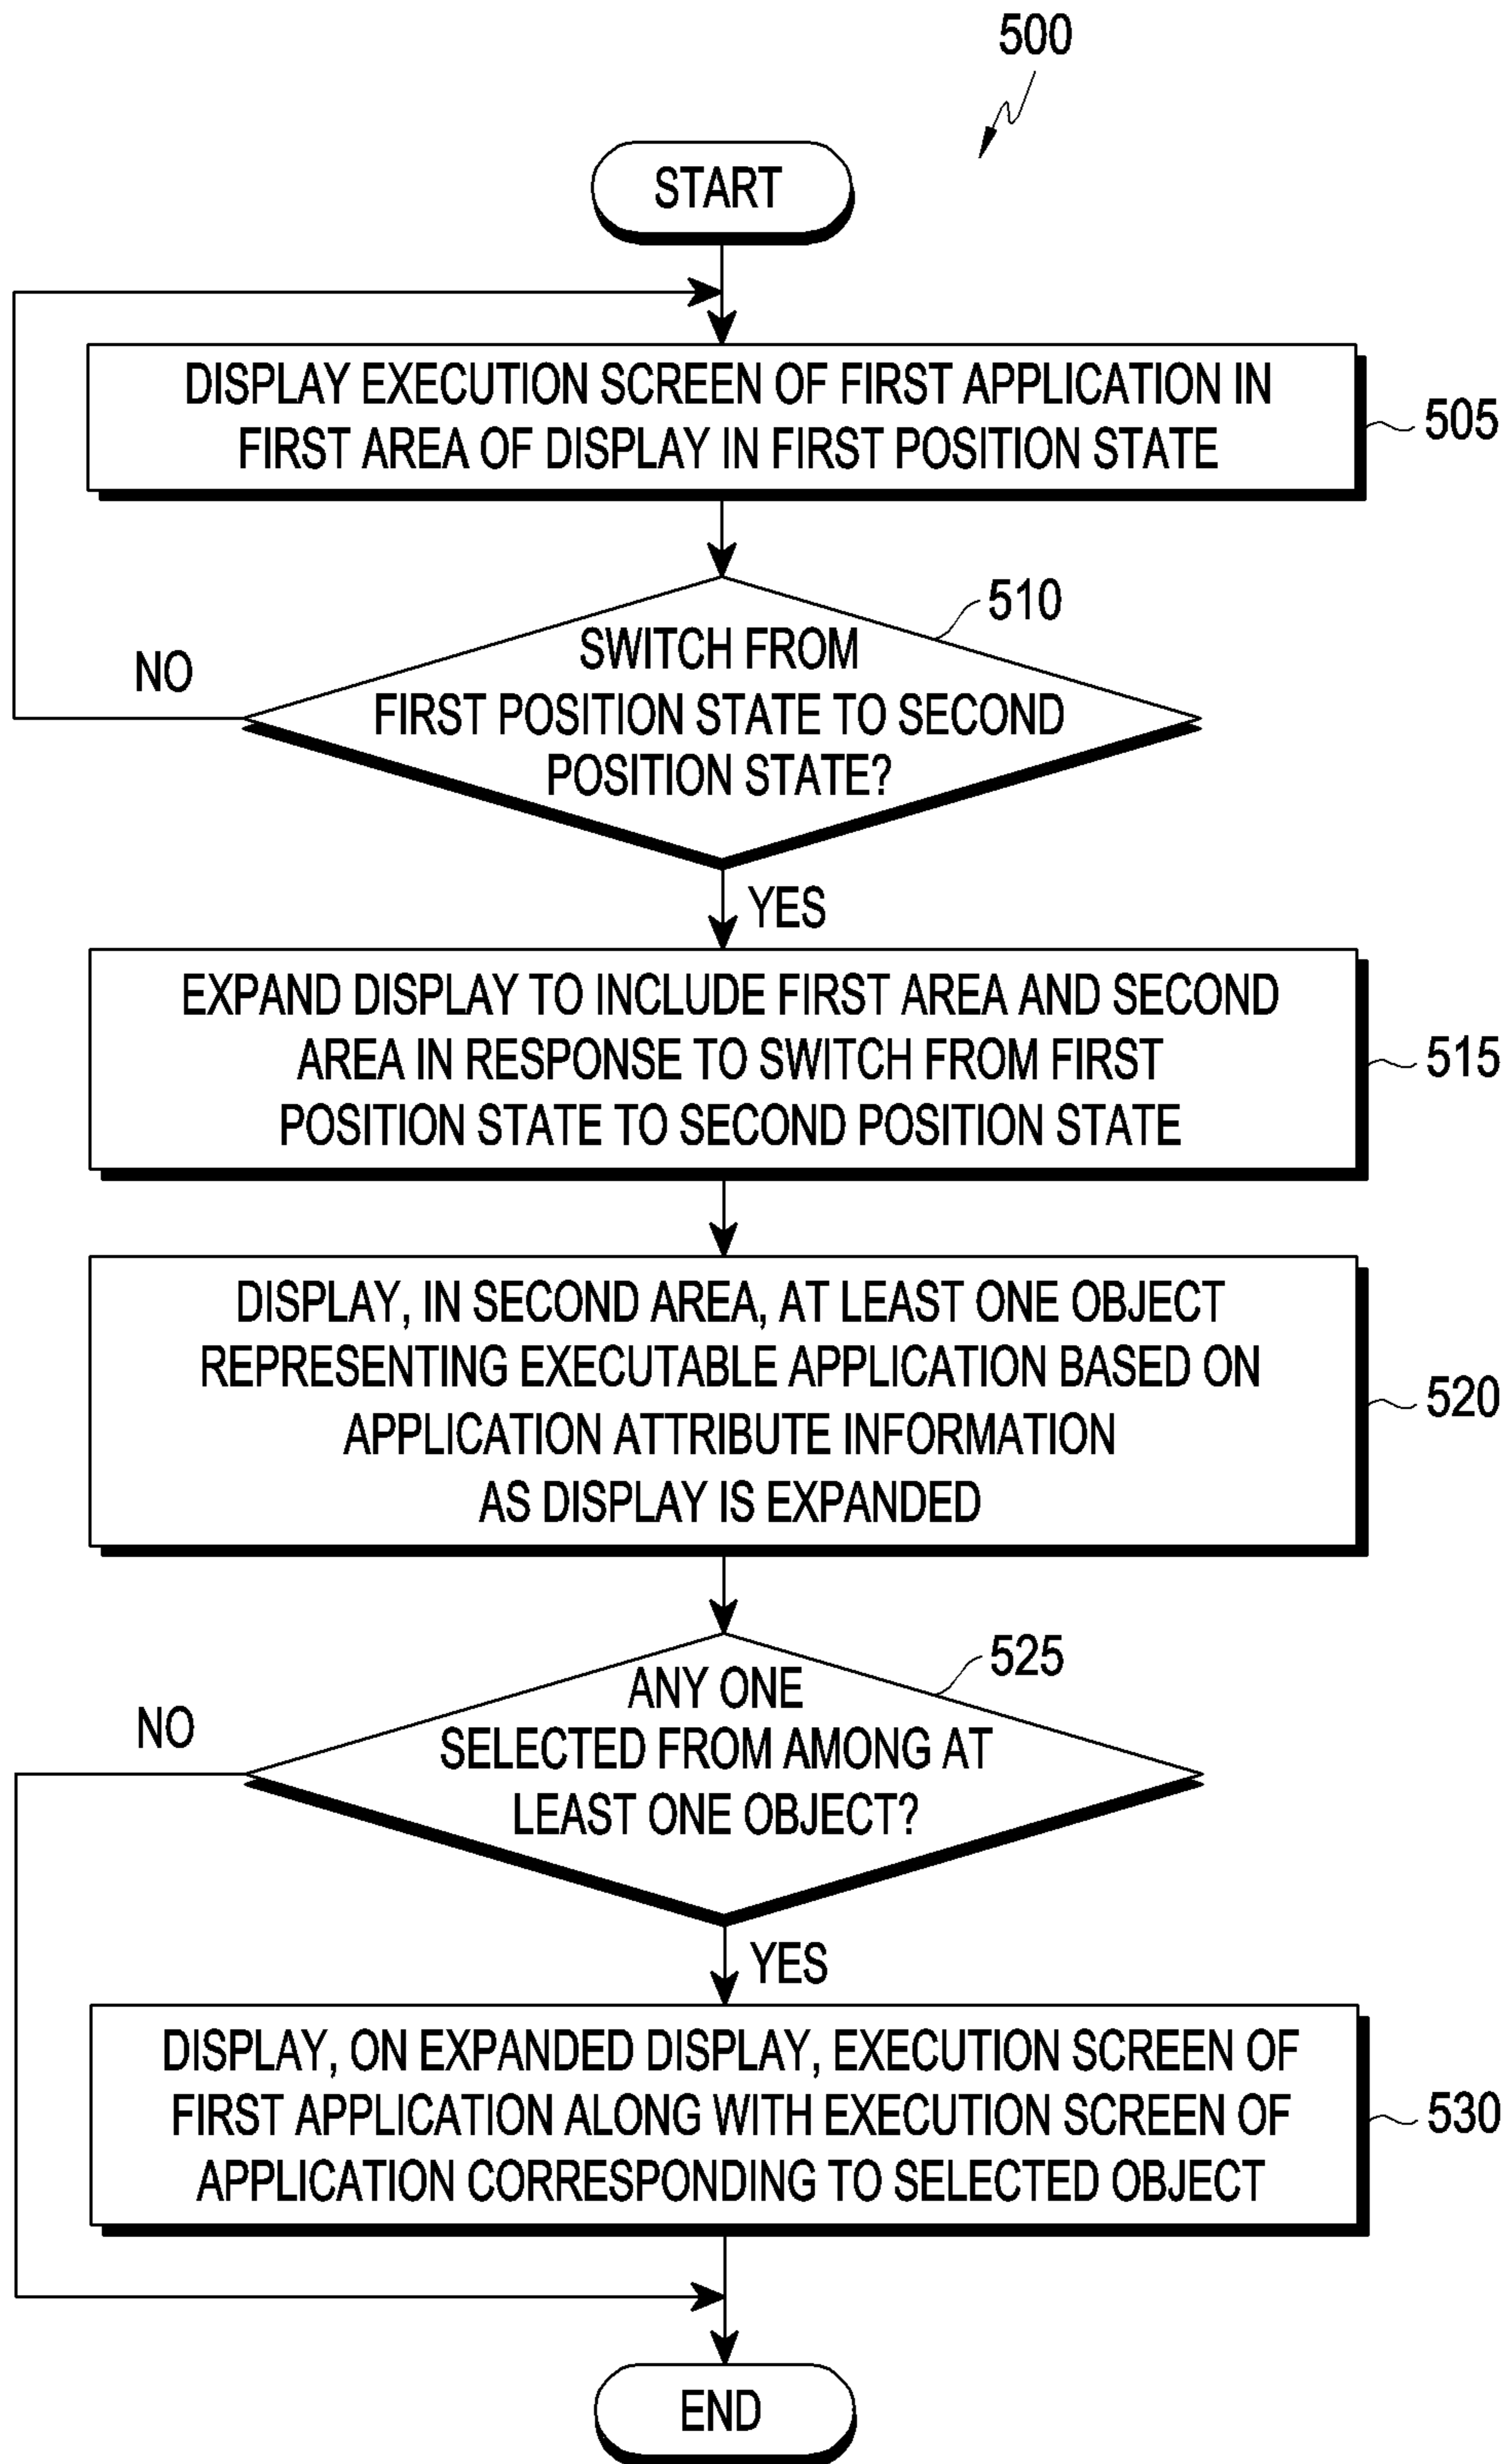 500
START
DISPLAY EXECUTION SCREEN OF FIRST APPLICATION IN
FIRST AREA OF DISPLAY IN FIRST POSITION STATE
505
510
SWITCH FROM
FIRST POSITION STATE TO SECOND
POSITION STATE?
NO
YES
EXPAND DISPLAY TO INCLUDE FIRST AREA AND SECOND
AREA IN RESPONSE TO SWITCH FROM FIRST
POSITION STATE TO SECOND POSITION STATE
515
DISPLAY, IN SECOND AREA, AT LEAST ONE OBJECT
REPRESENTING EXECUTABLE APPLICATION BASED ON
APPLICATION ATTRIBUTE INFORMATION
AS DISPLAY IS EXPANDED
520
525
ANY ONE
SELECTED FROM AMONG AT
LEAST ONE OBJECT?
NO
YES
DISPLAY, ON EXPANDED DISPLAY, EXECUTION SCREEN OF
FIRST APPLICATION ALONG WITH EXECUTION SCREEN OF
APPLICATION CORRESPONDING TO SELECTED OBJECT
530
END